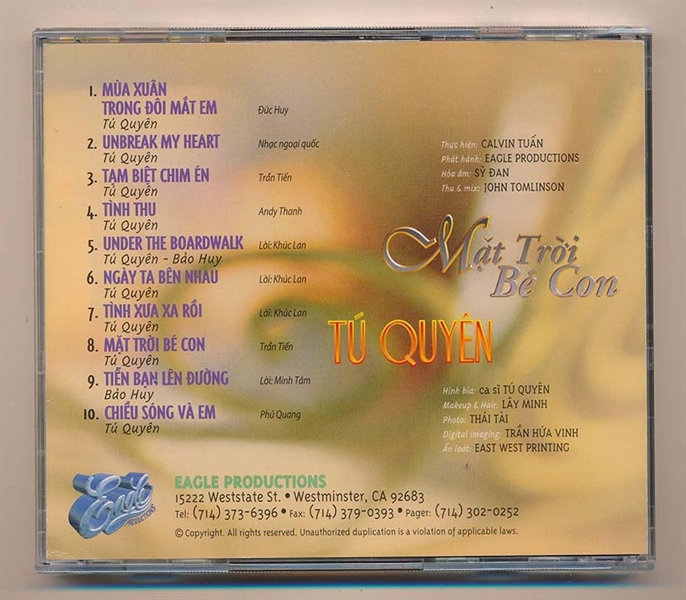 1. MÙA XUÂN
TRONG ĐÔI MẮT EM Đức Huy
Tú Quyên
2. UNBREAK MY HEART Nhạc ngoại quốc
Tú Quyên
3. TẠM BIỆT CHIM ÉN Trần Tiến
Tú Quyên
4. TÌNH THU Andy Thanh
Tú Quyên
5. UNDER THE BOARDWALK Lời: Khúc Lan
Tú Quyên - Bảo Huy
6. NGÀY TA BÊN NHAU Lời: Khúc Lan
Tú Quyên
7. TÌNH XƯA XA RỒI Lời: Khúc Lan
Tú Quyên
8. MẶT TRỜI BÉ CON Trần Tiến
Tú Quyên
9. TIỄN BẠN LÊN ĐƯỜNG Lời: Minh Tâm
Bảo Huy
10. CHIỀU SÓNG VÀ EM Phú Quang
Tú Quyên
Thực hiện: CALVIN TUẤN
Phát hành: EAGLE PRODUCTIONS
Hòa âm: SỸ ĐAN
Thu & mix: JOHN TOMLINSON
Mặt Trời
Bé Con
TÚ QUYÊN
Hình bìa: ca sĩ TÚ QUYÊN
Makeup & Hair: LÂY MINH
Photo: THÁI TÀI
Digital imaging: TRẦN HỨA VINH
Ấn loát: EAST WEST PRINTING
Eagle
PRODUCTIONS
EAGLE PRODUCTIONS
15222 Weststate St. • Westminster, CA 92683
Tel: (714) 373-6396 • Fax: (714) 379-0393 • Pager: (714) 302-0252
© Copyright. All rights reserved. Unauthorized duplication is a violation of applicable laws.